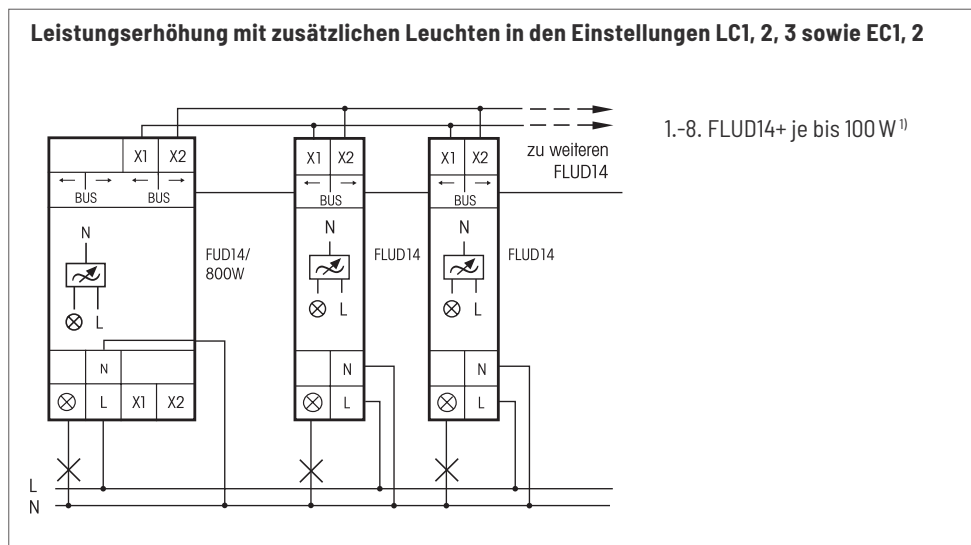 Leistungserhöhung mit zusätzlichen Leuchten in den Einstellungen LC1, 2, 3 sowie EC1, 2
1.-8. FLUD14+ je bis 100 W ¹⁾
zu weiteren
FLUD14
X1 X2
← → ← →
BUS BUS
N
L
FUD14/
800W
N
L X1 X2
X1 X2
← →
BUS
N
L
FLUD14
N
L
X1 X2
← →
BUS
N
L
FLUD14
N
L
L
N